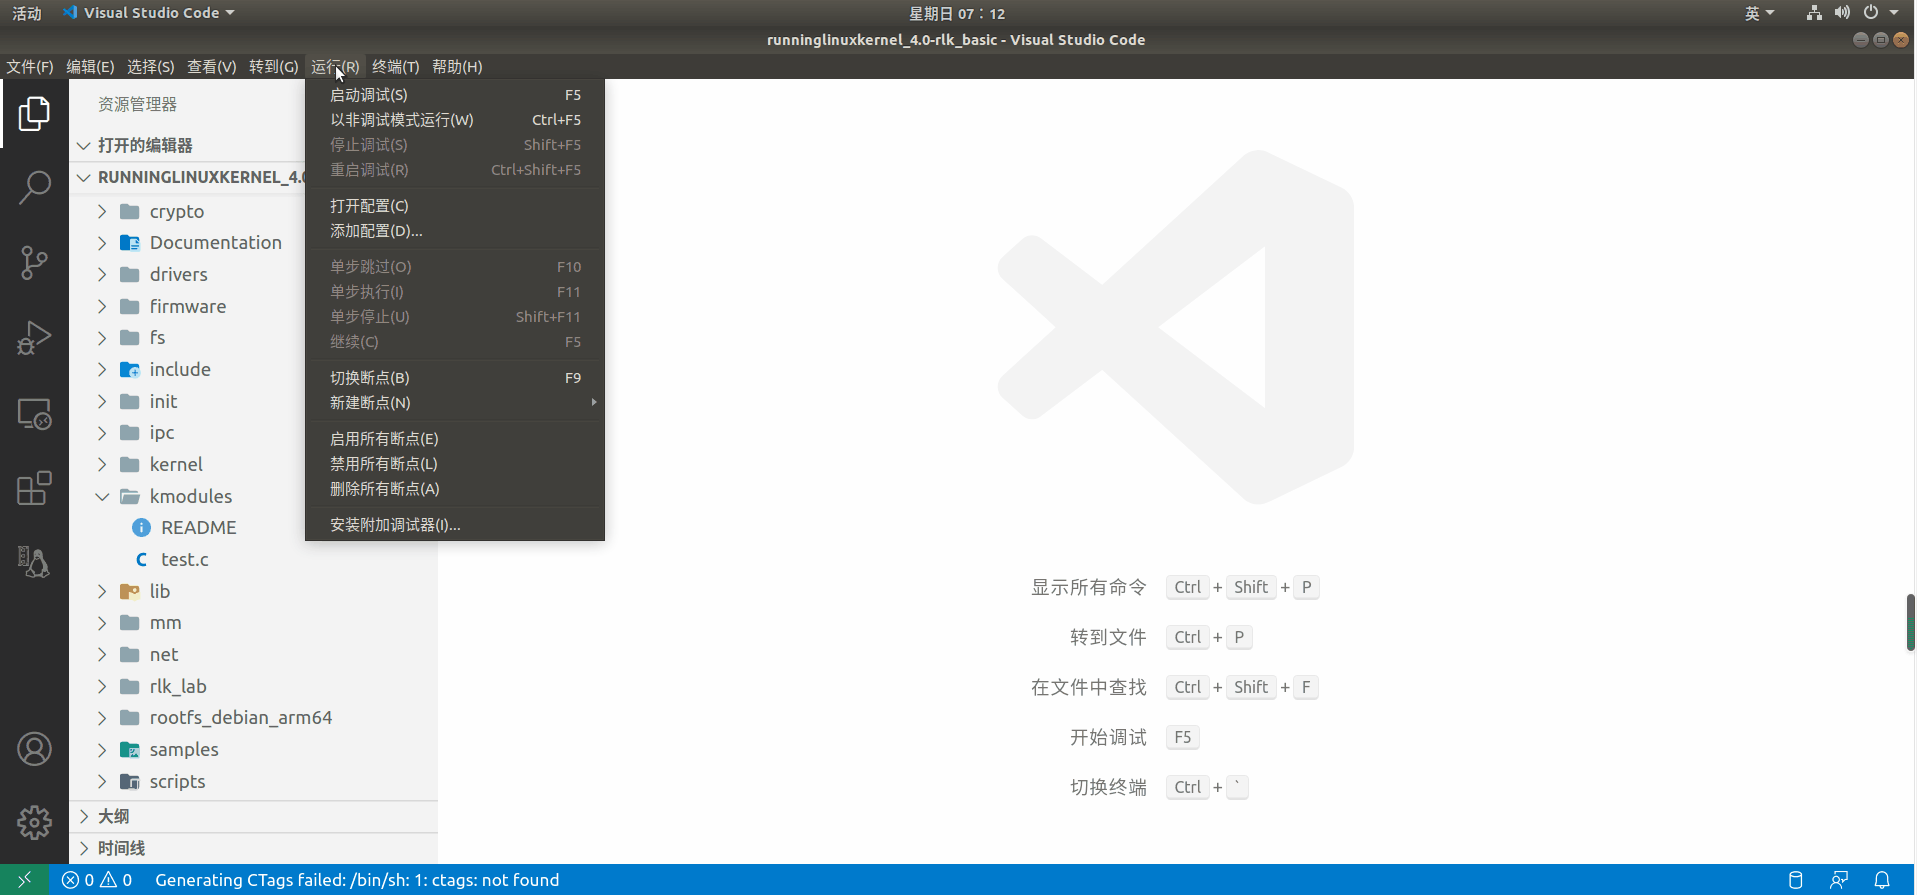 活动 Visual Studio Code 星期日 07：12 英
runninglinuxkernel_4.0-rlk_basic - Visual Studio Code
文件(F) 编辑(E) 选择(S) 查看(V) 转到(G) 运行(R) 终端(T) 帮助(H)
资源管理器
打开的编辑器
RUNNINGLINUXKERNEL_4.0
crypto
Documentation
drivers
firmware
fs
include
init
ipc
kernel
kmodules
README
C test.c
lib
mm
net
rlk_lab
rootfs_debian_arm64
samples
scripts
大纲
时间线
启动调试(S) F5
以非调试模式运行(W) Ctrl+F5
停止调试(S) Shift+F5
重启调试(R) Ctrl+Shift+F5
打开配置(C)
添加配置(D)...
单步跳过(O) F10
单步执行(I) F11
单步停止(U) Shift+F11
继续(C) F5
切换断点(B) F9
新建断点(N)
启用所有断点(E)
禁用所有断点(L)
删除所有断点(A)
安装附加调试器(I)...
显示所有命令 Ctrl + Shift + P
转到文件 Ctrl + P
在文件中查找 Ctrl + Shift + F
开始调试 F5
切换终端 Ctrl + `
0 0 Generating CTags failed: /bin/sh: 1: ctags: not found